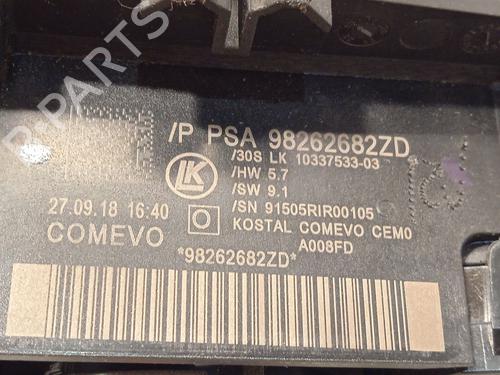 /P PSA 98262682ZD
/30S LK 10337533-03
/HW 5.7
/SW 9.1
/SN 91505RIR00105
KOSTAL COMEVO CEM0
A008FD
LK
27.09.18 16:40
COMEVO
*98262682ZD*
B-PARTS